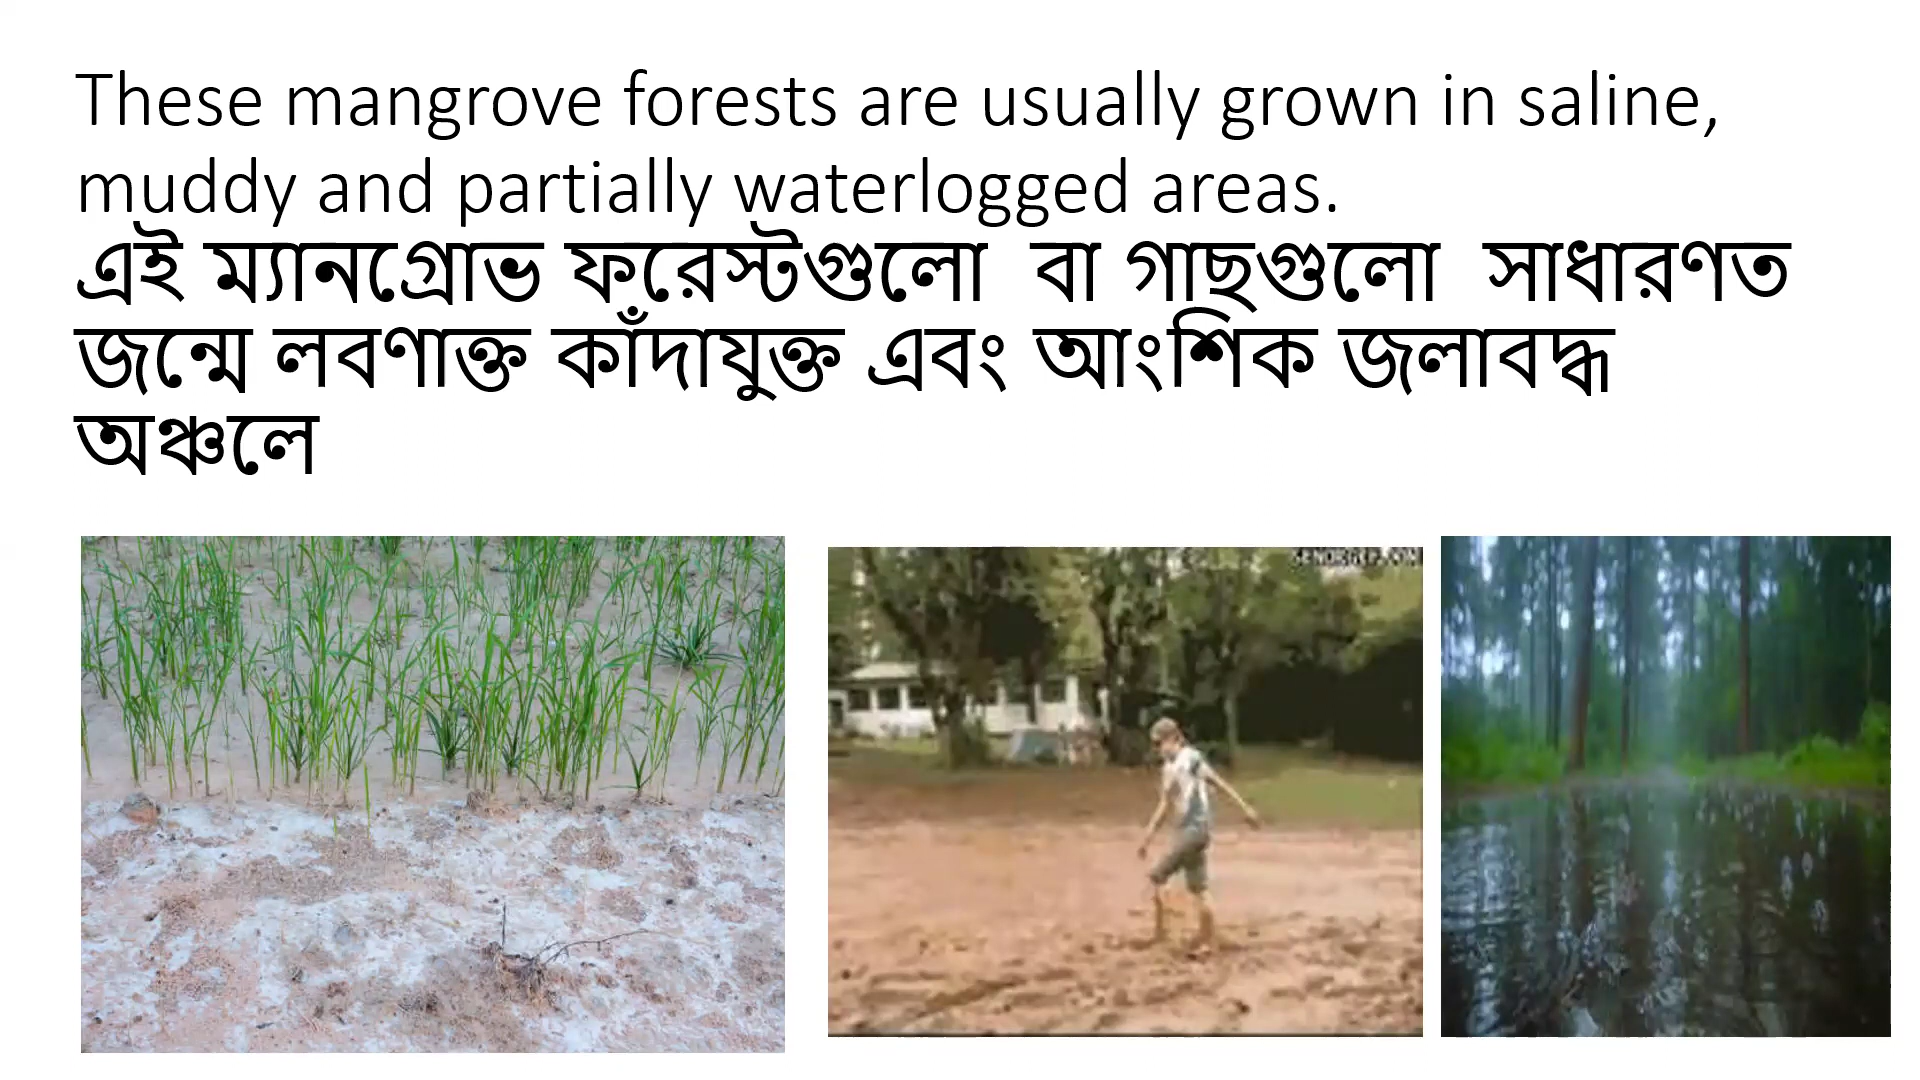 These mangrove forests are usually grown in saline,
muddy and partially waterlogged areas.
এই ম্যানগ্রোভ ফরেস্টগুলো বা গাছগুলো সাধারণত
জন্মে লবণাক্ত কাঁদাযুক্ত এবং আংশিক জলাবদ্ধ
অঞ্চলে